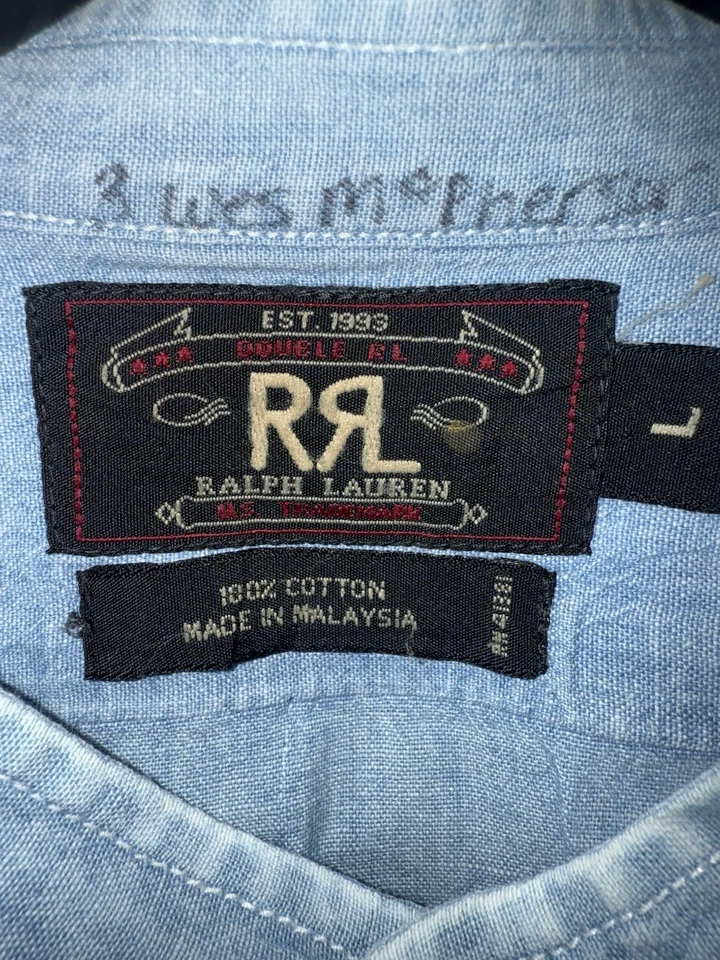 3 Wes McPherson
EST. 1993
DOUBLE RL
RRL
L
RALPH LAUREN
U.S. TRADEMARK
100% COTTON
MADE IN MALAYSIA